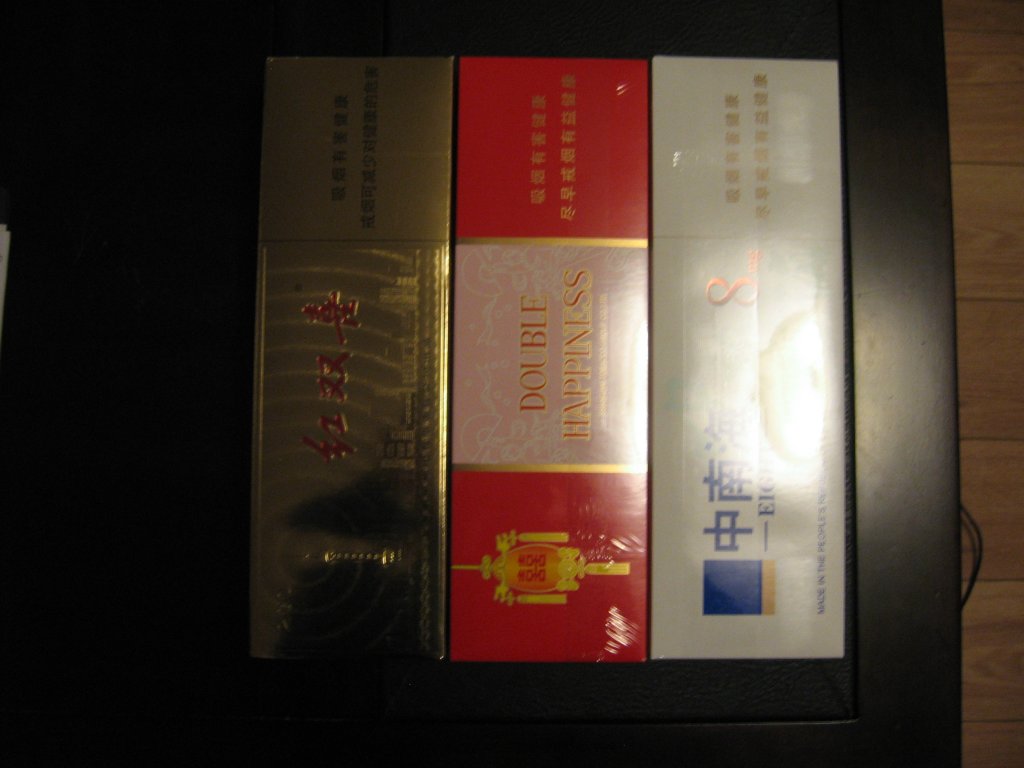 吸烟有害健康
戒烟可减少对健康的危害
红双喜
吸烟有害健康
尽早戒烟有益健康
DOUBLE
HAPPINESS
囍
吸烟有害健康
尽早戒烟有益健康
8mg
中南海
MADE IN THE PEOPLE'S